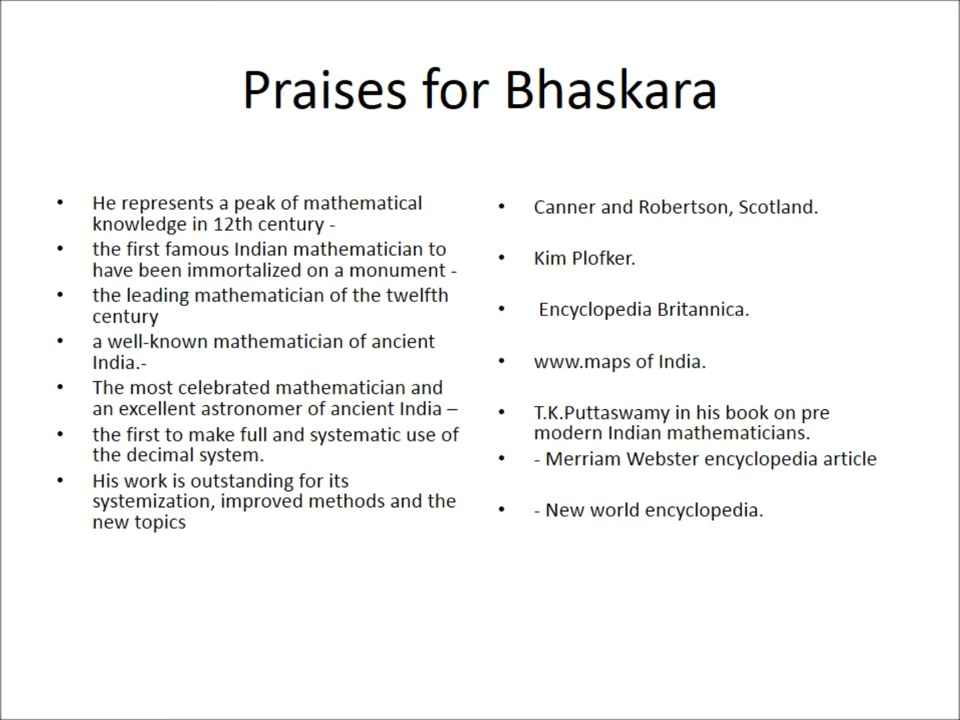 Praises for Bhaskara
• He represents a peak of mathematical
knowledge in 12th century -
• the first famous Indian mathematician to
have been immortalized on a monument -
• the leading mathematician of the twelfth
century
• a well-known mathematician of ancient
India.-
• The most celebrated mathematician and
an excellent astronomer of ancient India –
• the first to make full and systematic use of
the decimal system.
• His work is outstanding for its
systemization, improved methods and the
new topics
• Canner and Robertson, Scotland.
• Kim Plofker.
• Encyclopedia Britannica.
• www.maps of India.
• T.K.Puttaswamy in his book on pre
modern Indian mathematicians.
• - Merriam Webster encyclopedia article
• - New world encyclopedia.